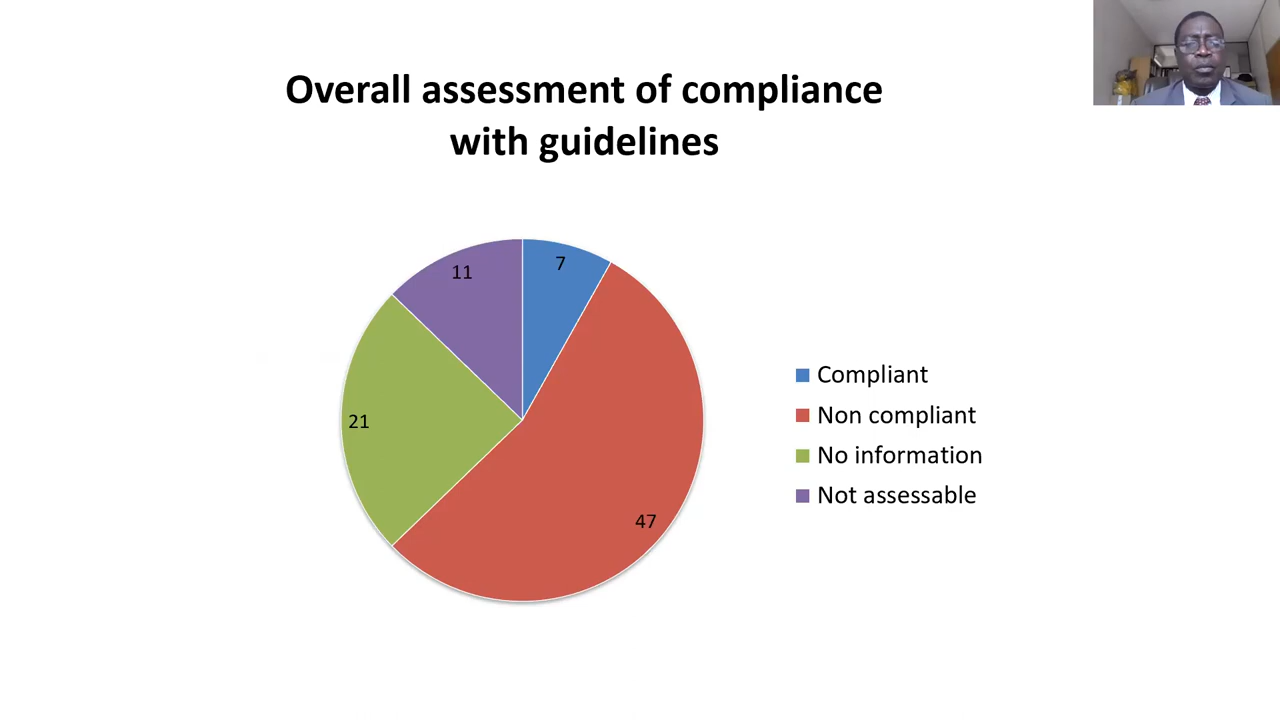 Overall assessment of compliance
with guidelines
7
11
21
47
Compliant
Non compliant
No information
Not assessable